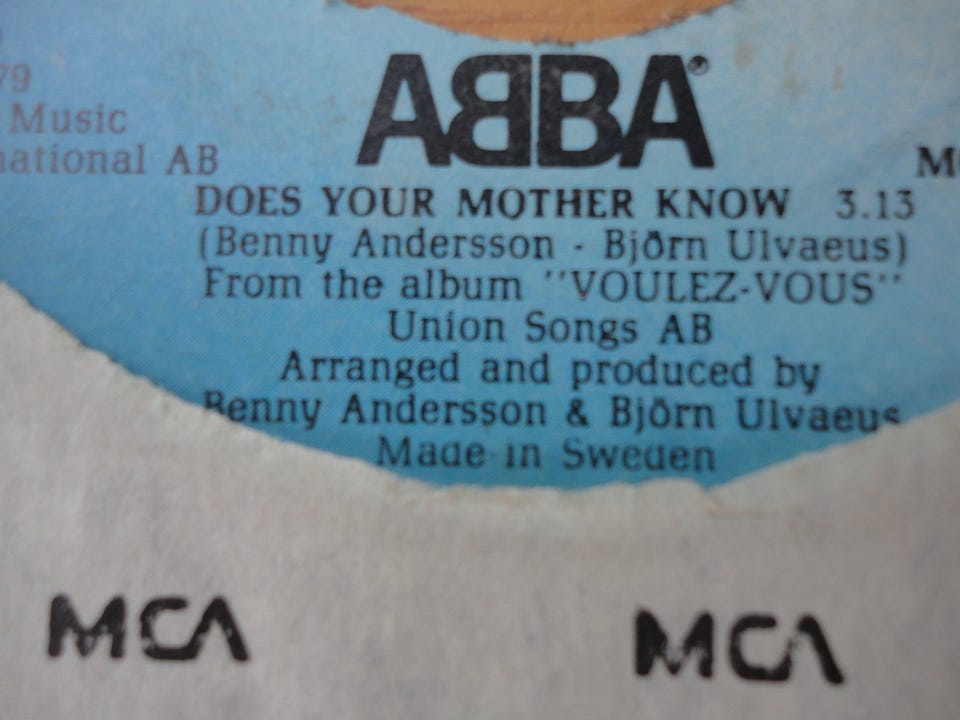 79
Music
national AB
ABBA®
MO
DOES YOUR MOTHER KNOW 3.13
(Benny Andersson - Björn Ulvaeus)
From the album "VOULEZ-VOUS"
Union Songs AB
Arranged and produced by
Benny Andersson & Björn Ulvaeus
Made in Sweden
MCA MCA